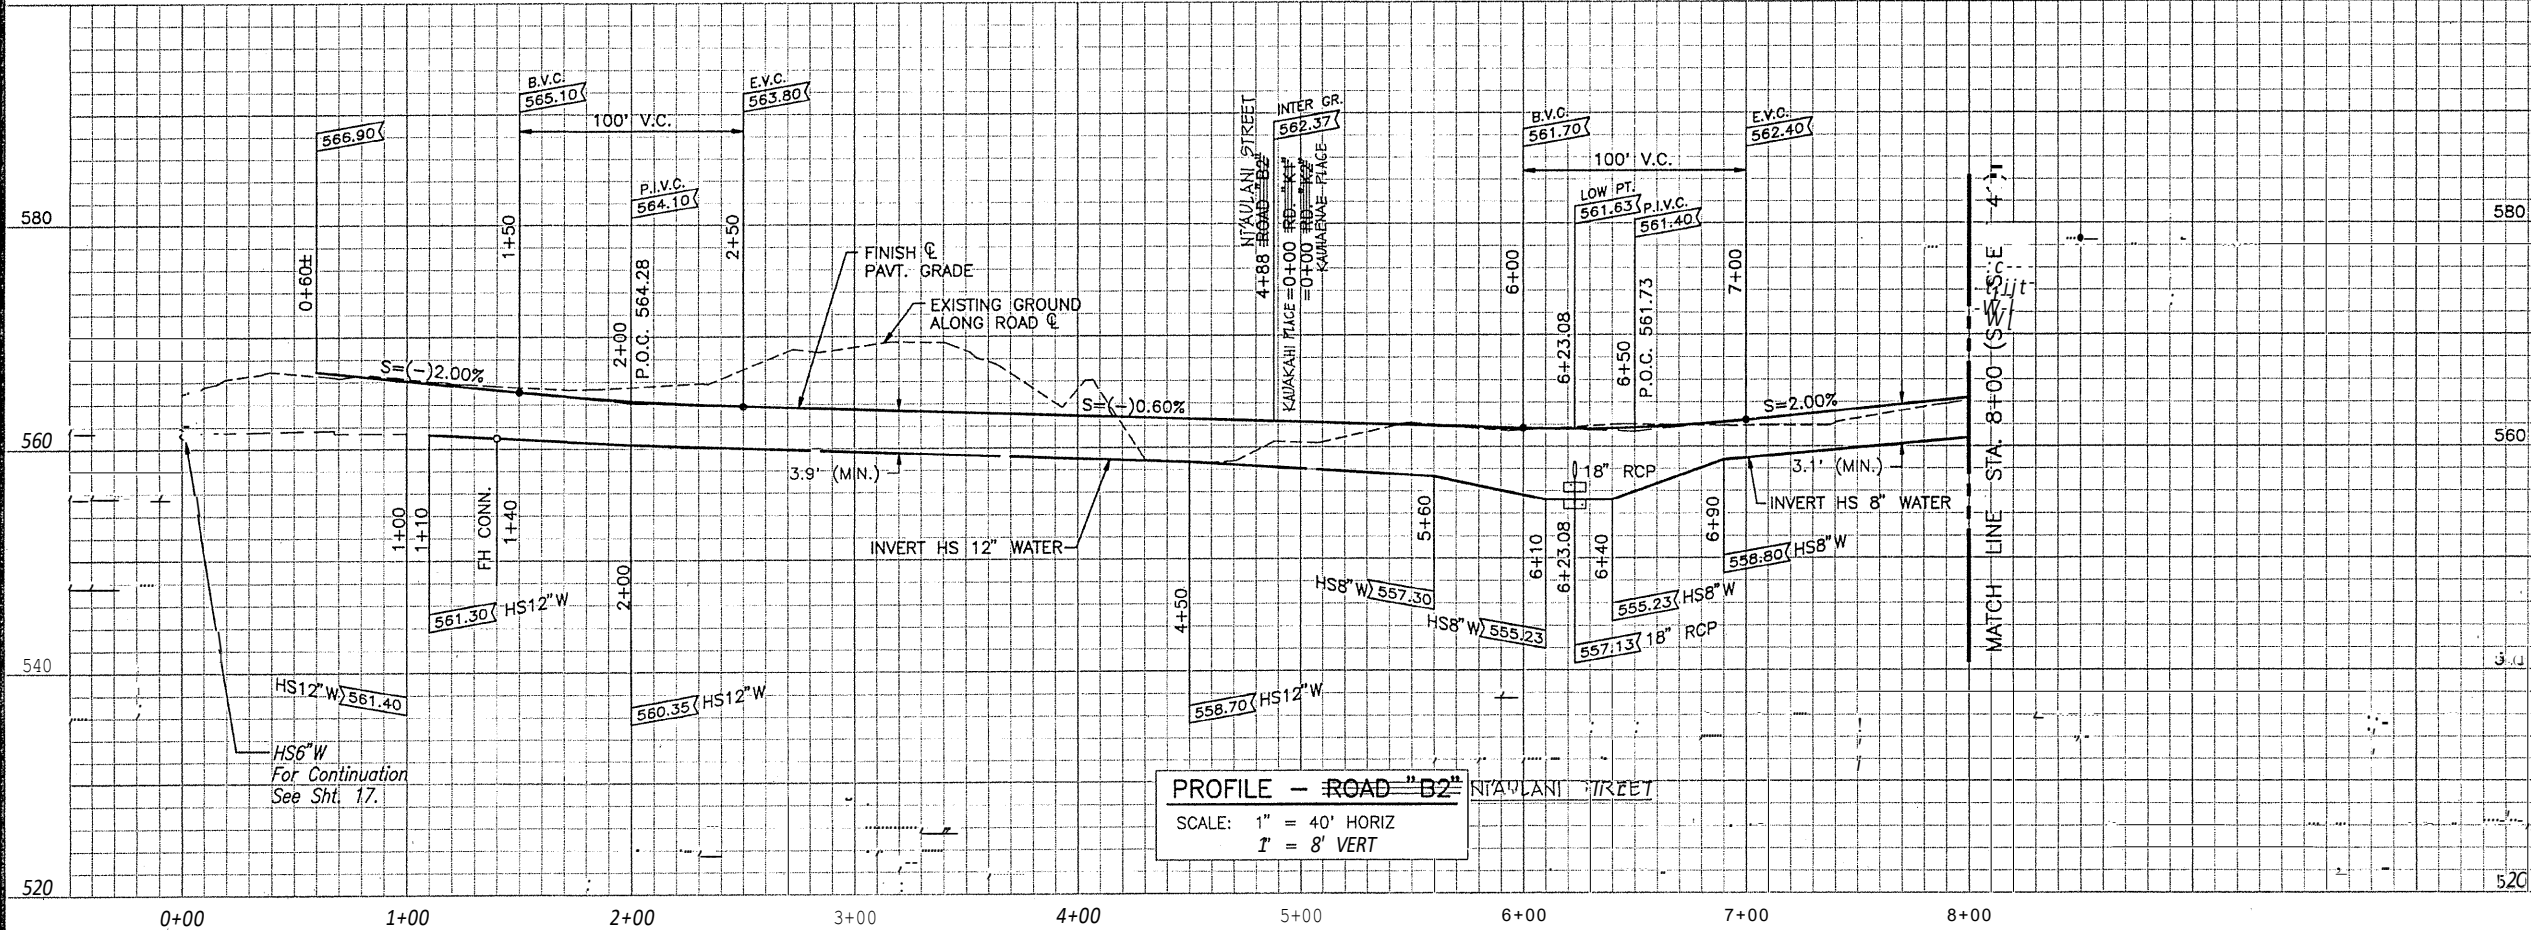 B.V.C.
565.10
E.V.C.
563.80
100' V.C.
566.90
P.I.V.C.
564.10
0+60±
1+50
2+00
P.O.C. 564.28
2+50
FINISH ℄
PAVT. GRADE
EXISTING GROUND
ALONG ROAD ℄
NI'AULANI STREET
4+88 ROAD "B2"
KAUAKAHI PLACE =0+00 RD. "K1"
=0+00 RD. "K2"
PLACE
INTER GR.
562.37
B.V.C.
561.70
E.V.C.
562.40
100' V.C.
LOW PT.
561.63
P.I.V.C.
561.40
6+00
6+23.08
6+50
P.O.C. 561.73
7+00
580
580
S=(-)2.00%
S=(-)0.60%
S=2.00%
560
560
3.9' (MIN.)
3.1' (MIN.)
18" RCP
INVERT HS 12" WATER
INVERT HS 8" WATER
1+00
1+10
FH CONN.
1+40
2+00
4+50
5+60
6+10
6+23.08
6+40
6+90
558.80 HS8"W
HS8"W 557.30
555.23 HS8"W
HS8"W 555.23
557.13 18" RCP
561.30 HS12"W
HS12"W 561.40
560.35 HS12"W
558.70 HS12"W
MATCH LINE STA. 8+00
540
HS6"W
For Continuation
See Sht. 17.
PROFILE - ROAD "B2" NI'AULANI STREET
SCALE: 1" = 40' HORIZ
1" = 8' VERT
520
520
0+00
1+00
2+00
3+00
4+00
5+00
6+00
7+00
8+00